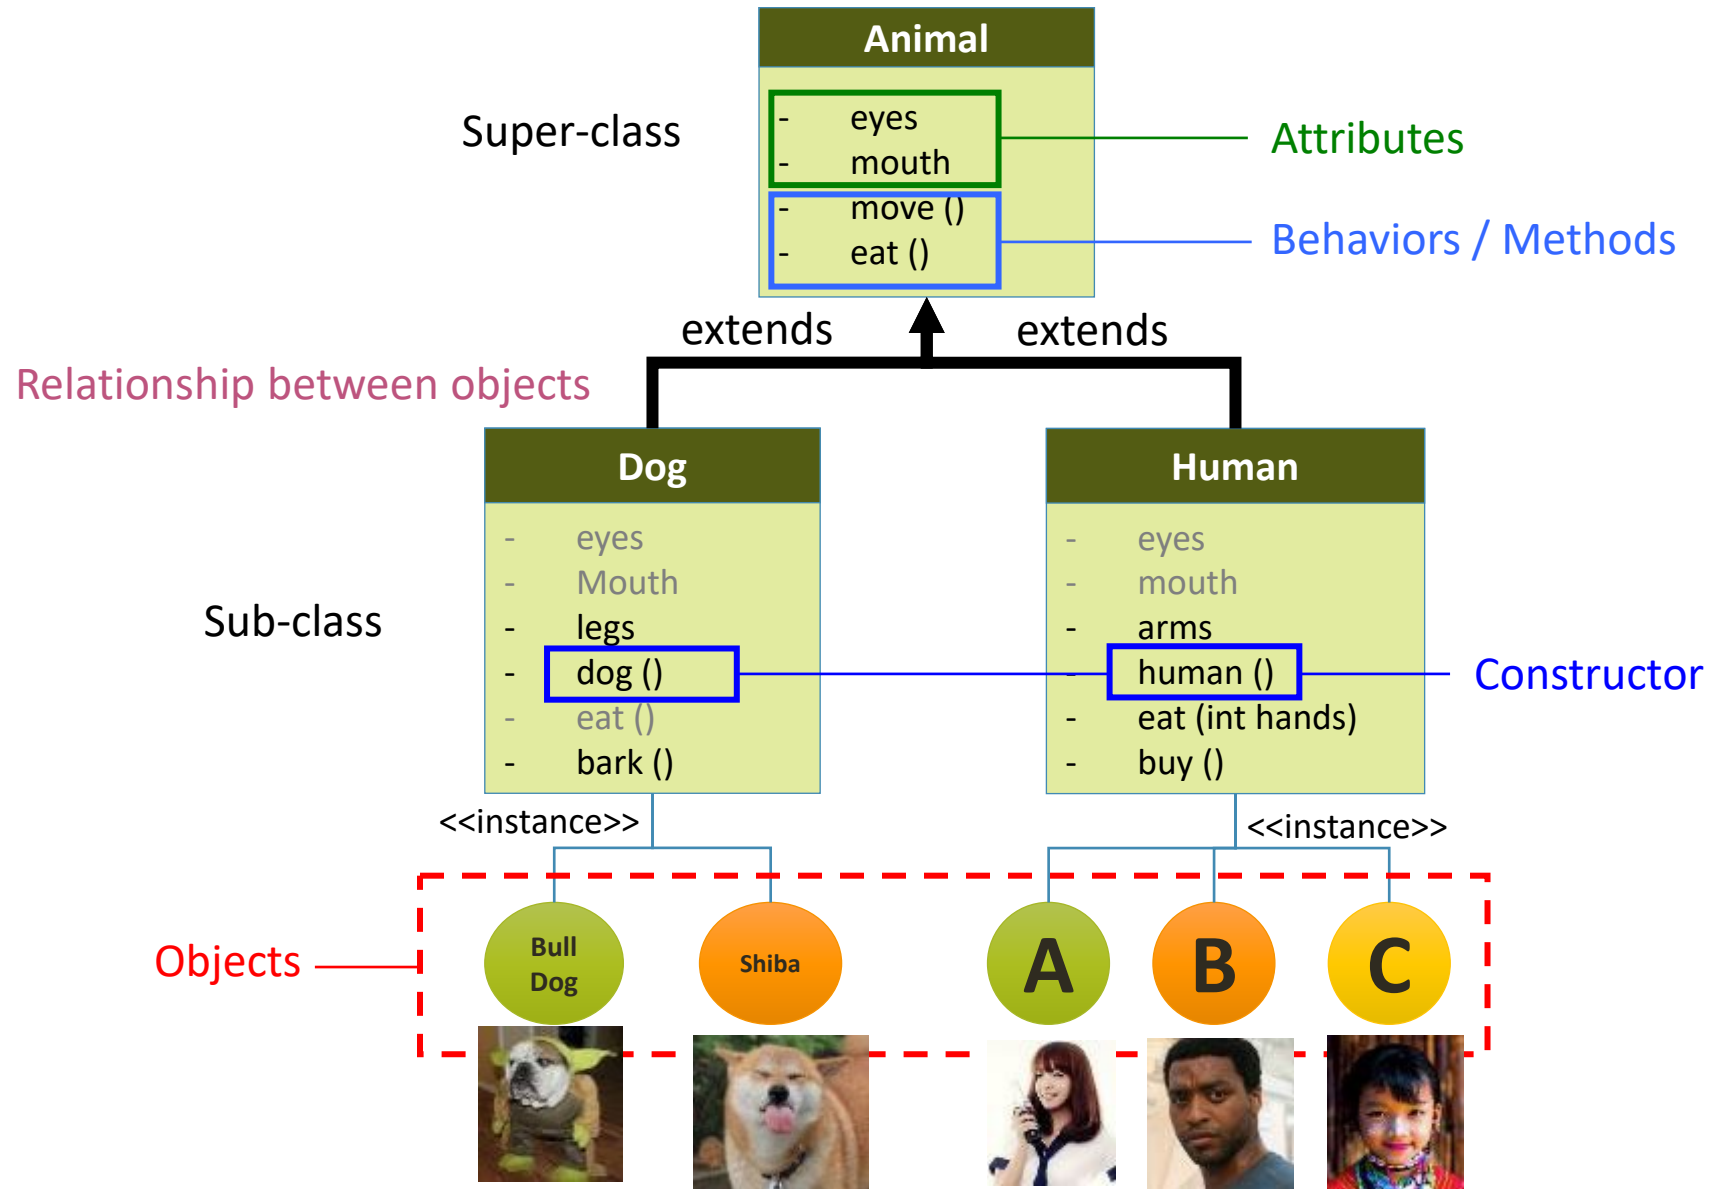 Animal
Super-class
- eyes
- mouth
- move ()
- eat ()
Attributes
Behaviors / Methods
extends
extends
Relationship between objects
Sub-class
Dog
- eyes
- Mouth
- legs
- dog ()
- eat ()
- bark ()
Human
- eyes
- mouth
- arms
- human ()
- eat (int hands)
- buy ()
Constructor
<<instance>>
<<instance>>
Objects
Bull
Dog
Shiba
A
B
C